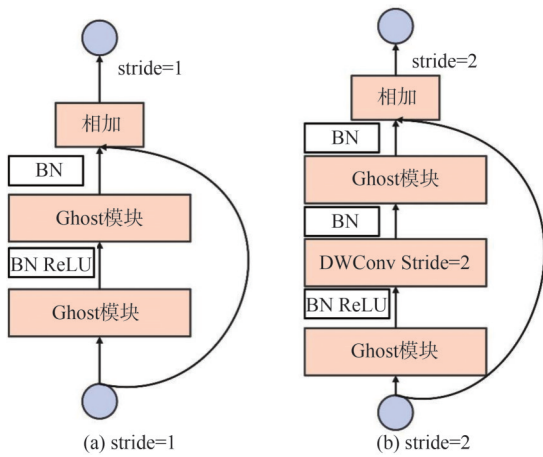 stride=1
相加
BN
Ghost模块
BN ReLU
Ghost模块
(a) stride=1
stride=2
相加
BN
Ghost模块
BN
DWConv Stride=2
BN ReLU
Ghost模块
(b) stride=2